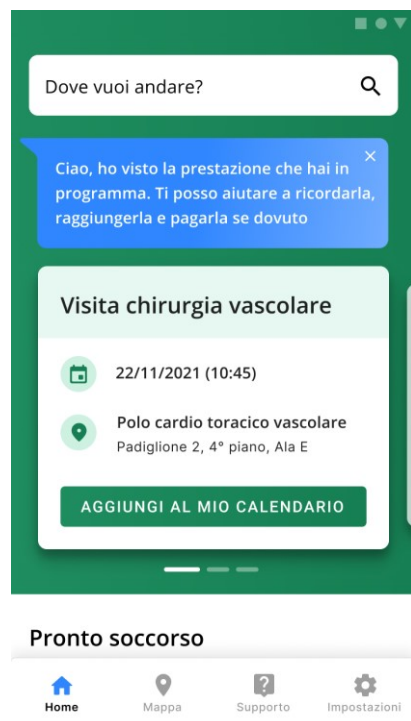 Dove vuoi andare?
Ciao, ho visto la prestazione che hai in
programma. Ti posso aiutare a ricordarla,
raggiungerla e pagarla se dovuto
Visita chirurgia vascolare
22/11/2021 (10:45)
Polo cardio toracico vascolare
Padiglione 2, 4° piano, Ala E
AGGIUNGI AL MIO CALENDARIO
Pronto soccorso
Home
Mappa
Supporto
Impostazioni